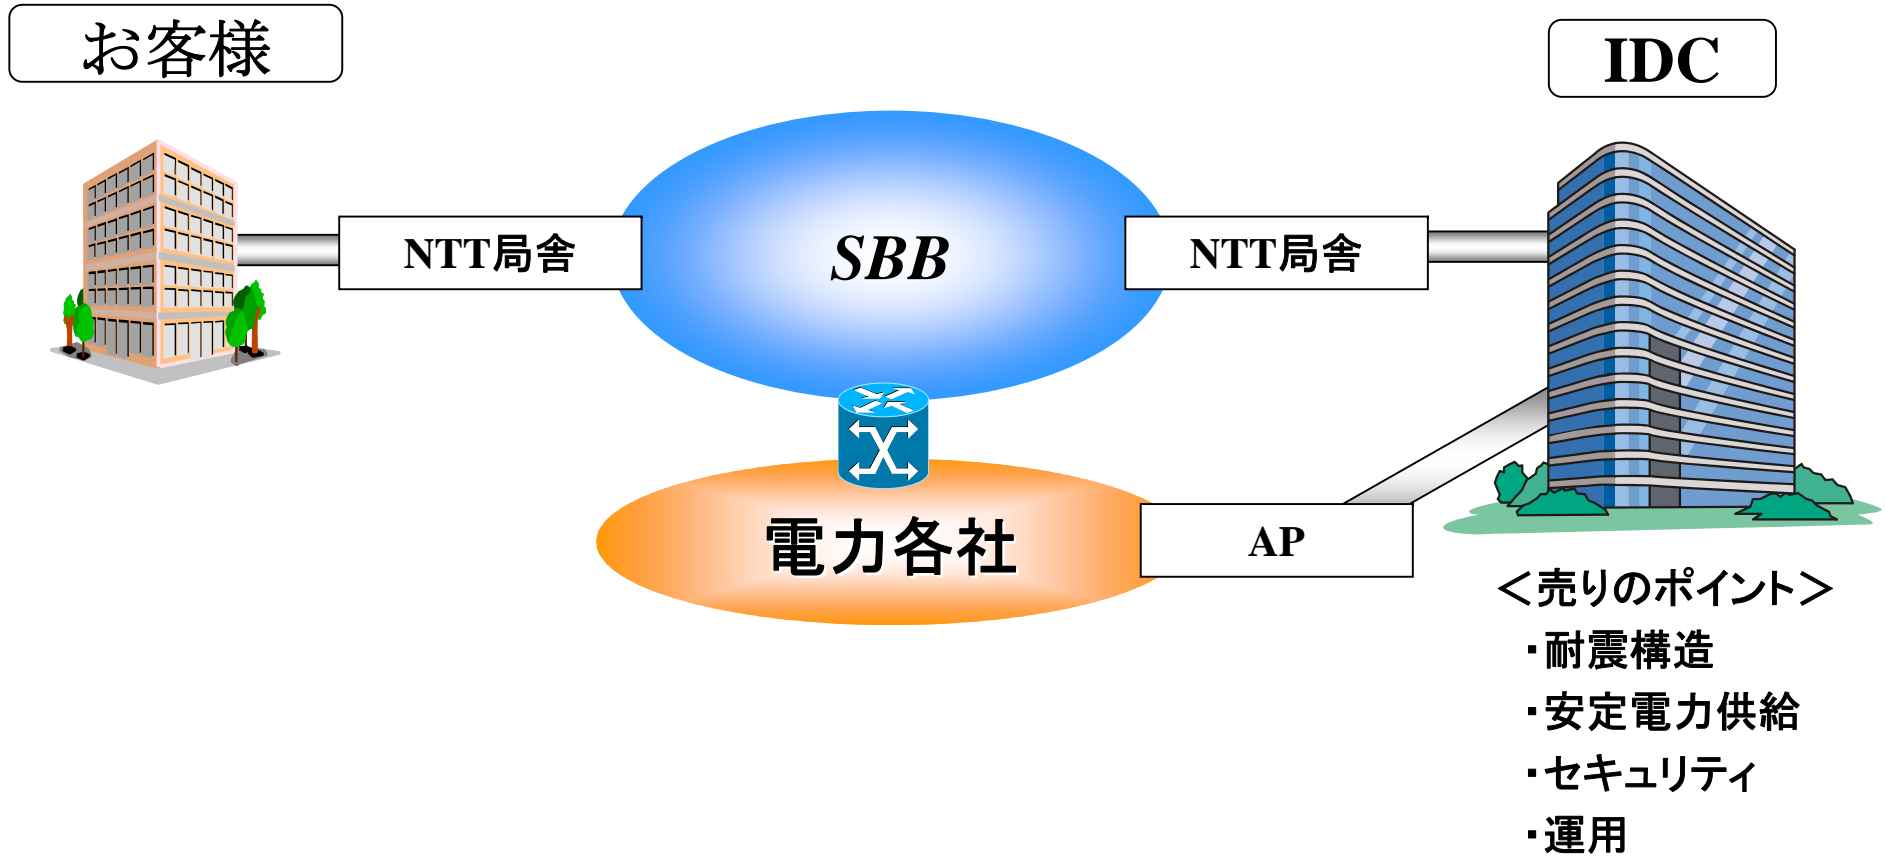 お客様
IDC
NTT局舎
SBB
NTT局舎
電力各社
AP
＜売りのポイント＞
・耐震構造
・安定電力供給
・セキュリティ
・運用